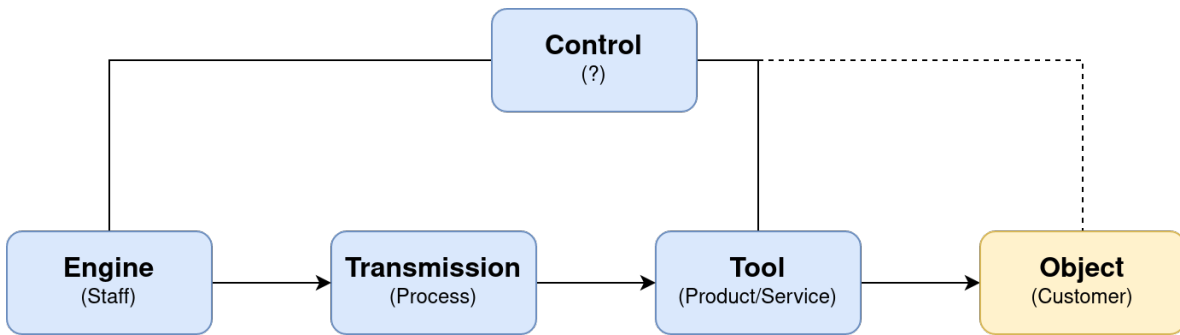 Control
(?)
Engine
(Staff)
Transmission
(Process)
Tool
(Product/Service)
Object
(Customer)